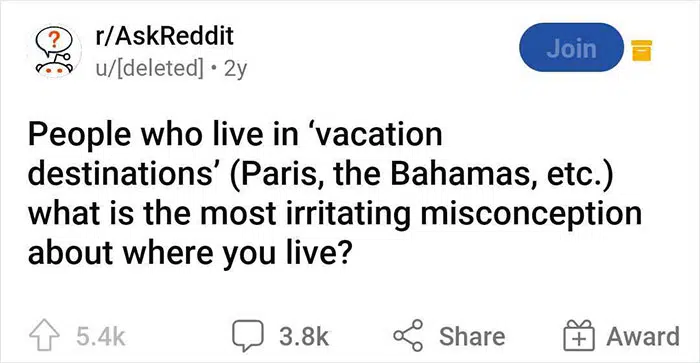 r/AskReddit
u/[deleted] • 2y
Join
People who live in ‘vacation
destinations’ (Paris, the Bahamas, etc.)
what is the most irritating misconception
about where you live?
5.4k
3.8k
Share
Award